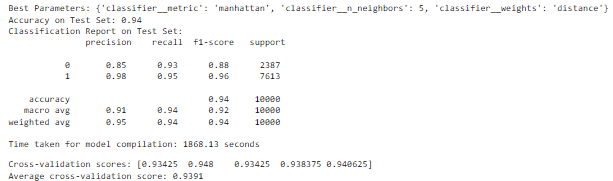 Best Parameters: {'classifier__metric': 'manhattan', 'classifier__n_neighbors': 5, 'classifier__weights': 'distance'}
Accuracy on Test Set: 0.94
Classification Report on Test Set:
precision recall f1-score support
0 0.85 0.93 0.88 2387
1 0.98 0.95 0.96 7613
accuracy 0.94 10000
macro avg 0.91 0.94 0.92 10000
weighted avg 0.95 0.94 0.94 10000
Time taken for model compilation: 1868.13 seconds
Cross-validation scores: [0.93425 0.948 0.93425 0.938375 0.940625]
Average cross-validation score: 0.9391